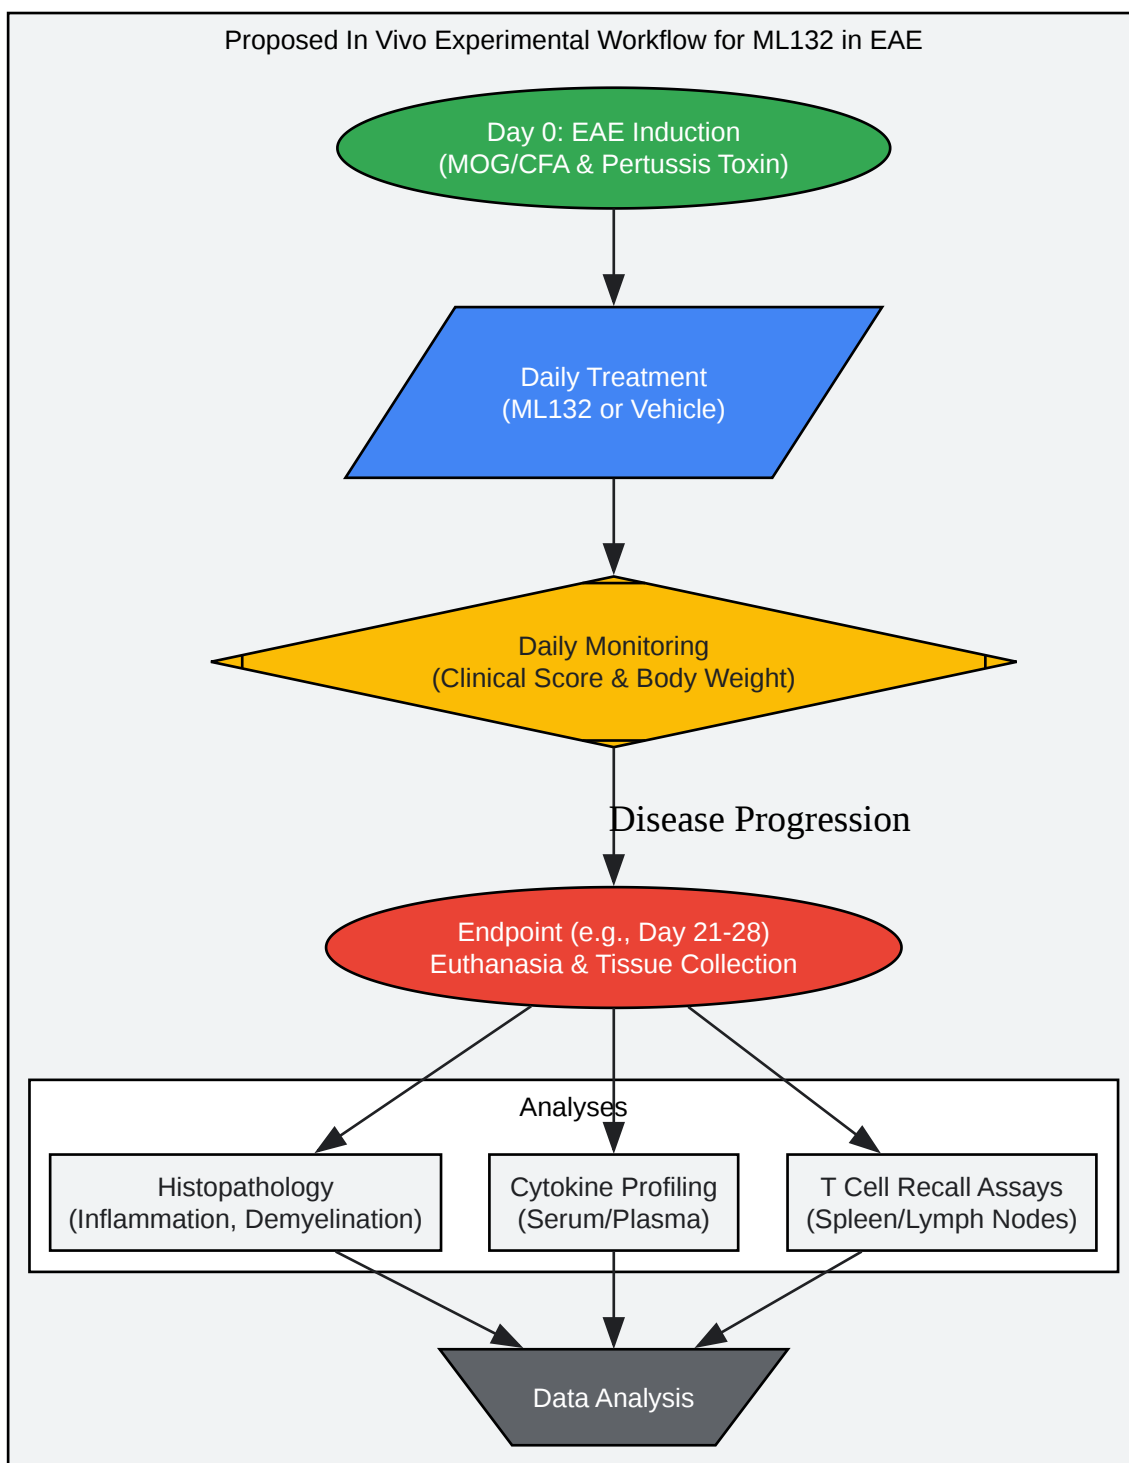 Proposed In Vivo Experimental Workflow for ML132 in EAE
Day 0: EAE Induction
(MOG/CFA & Pertussis Toxin)
Daily Treatment
(ML132 or Vehicle)
Daily Monitoring
(Clinical Score & Body Weight)
Disease Progression
Endpoint (e.g., Day 21-28)
Euthanasia & Tissue Collection
Analyses
Histopathology
(Inflammation, Demyelination)
Cytokine Profiling
(Serum/Plasma)
T Cell Recall Assays
(Spleen/Lymph Nodes)
Data Analysis